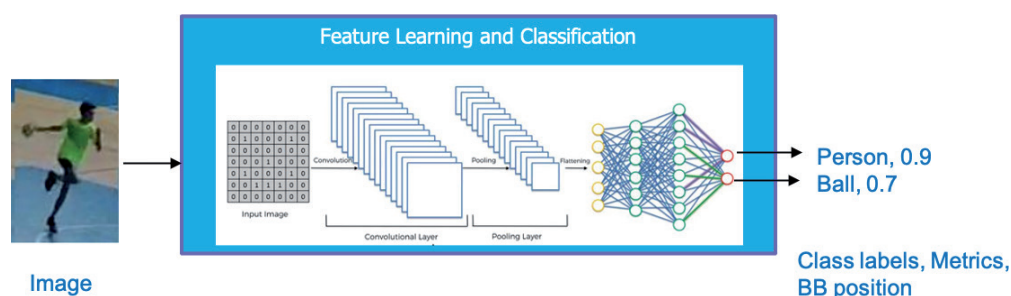 Feature Learning and Classification
0 0 0 0 0 0 0
0 1 0 0 0 1 0
0 0 0 0 0 0 0
0 0 0 1 0 0 0
0 1 0 0 0 1 0
0 0 1 1 1 0 0
0 0 0 0 0 0 0
Input Image
Convolution
Convolutional Layer
Pooling
Pooling Layer
Flattening
Person, 0.9
Ball, 0.7
Image
Class labels, Metrics,
BB position